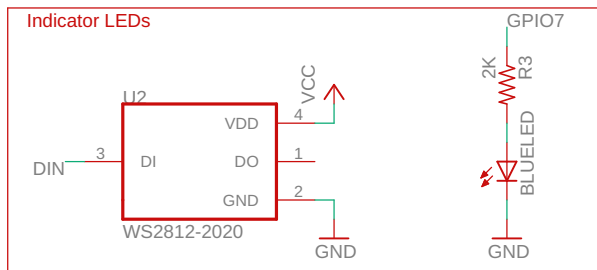 Indicator LEDs
GPIO7
2K
R3
U2
VCC
VDD
4
DIN
3
DI
DO
1
BLUELED
GND
2
WS2812-2020
GND
GND